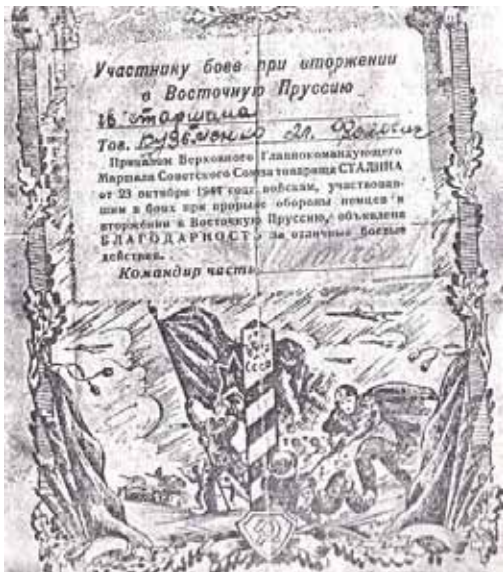 Участнику боев при вторжении
в Восточную Пруссию
старшина
Тов. Кузьменко
Приказом Верховного Главнокомандующего
Маршала Советского Союза товарища СТАЛИНА
от 23 октября 1944 года войскам, участвовав-
шим в боях при прорыве обороны немцев и
вторжении в Восточную Пруссию, объявлена
БЛАГОДАРНОСТЬ за отличные боевые
действия.
Командир части
СССР